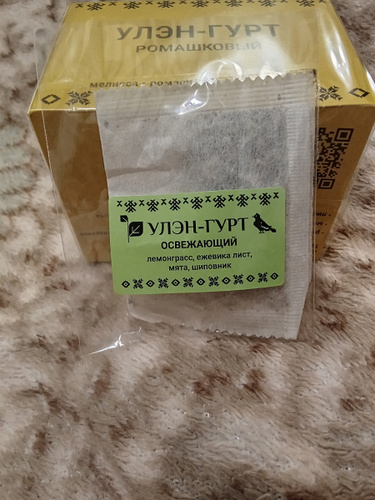 УЛЭН-ГУРТ
РОМАШКОВЫЙ
УЛЭН-ГУРТ
ОСВЕЖАЮЩИЙ
лемонграсс, ежевика лист,
мята, шиповник